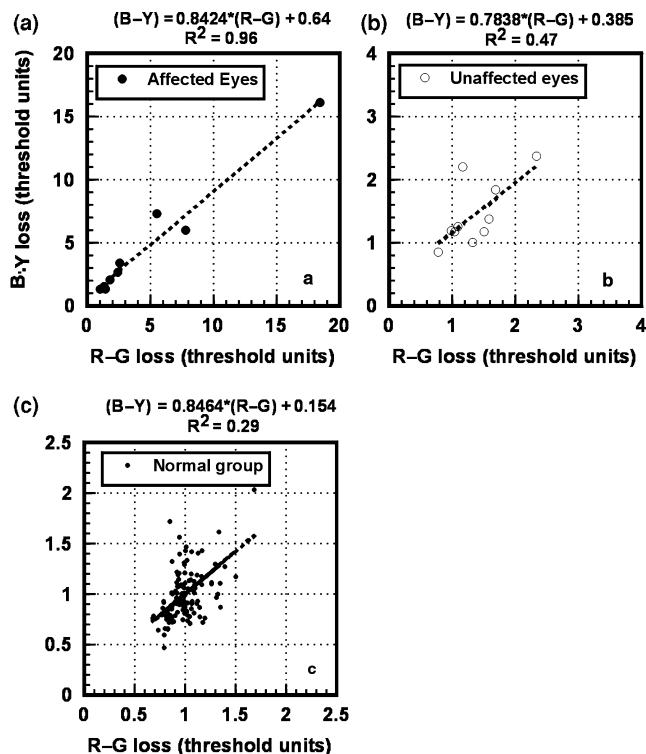 (a) (B–Y) = 0.8424*(R–G) + 0.64
R² = 0.96
20
15
10
5
0
B-Y loss (threshold units)
Affected Eyes
a
0 5 10 15 20
R–G loss (threshold units)
(b) (B–Y) = 0.7838*(R–G) + 0.385
R² = 0.47
4
3
2
1
0
Unaffected eyes
b
0 1 2 3 4
R–G loss (threshold units)
(c) (B–Y) = 0.8464*(R–G) + 0.154
R² = 0.29
2.5
2
1.5
1
0.5
0
Normal group
c
0 0.5 1 1.5 2 2.5
R–G loss (threshold units)